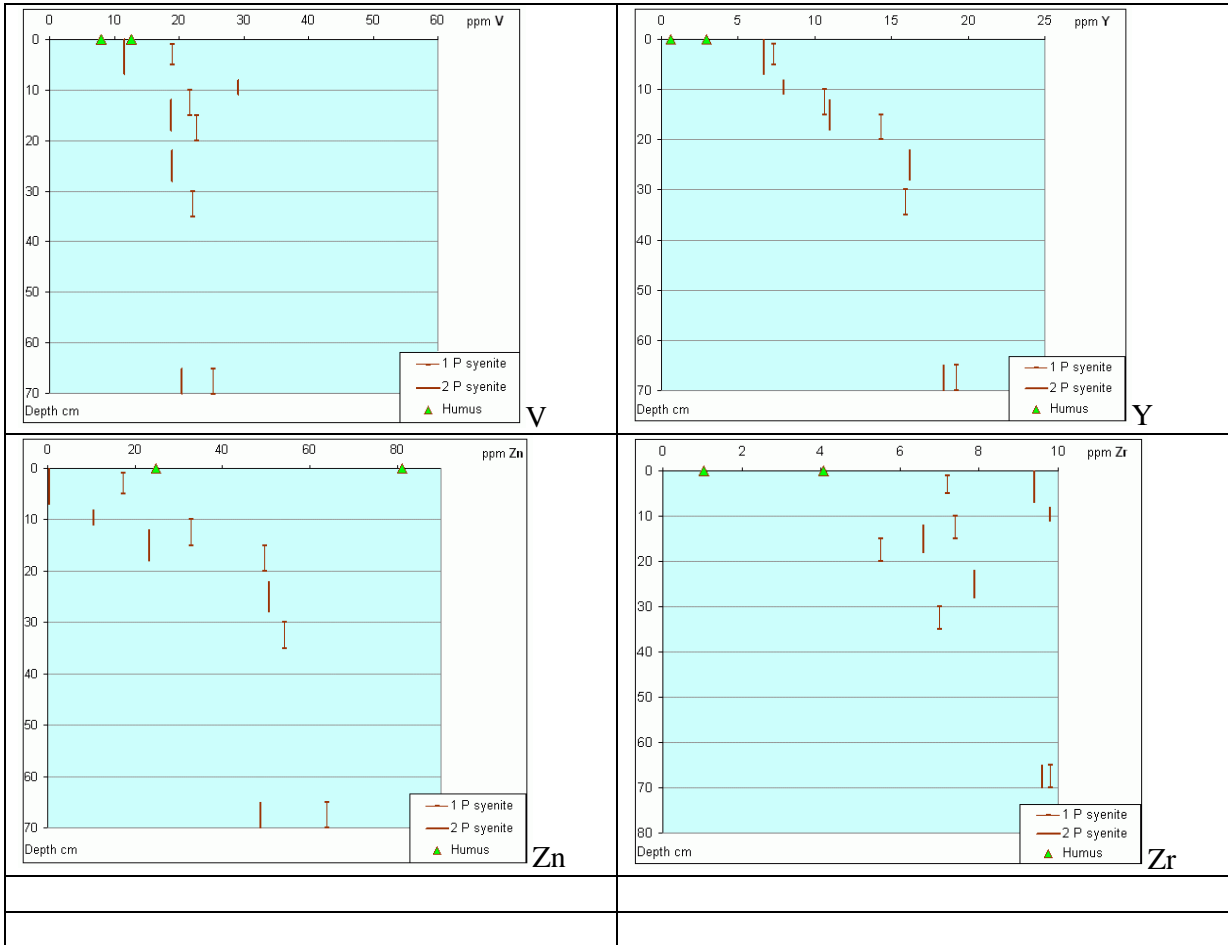 0 10 20 30 40 50 60 ppm V
0
10
20
30
40
50
60
70
Depth cm
1 P syenite
2 P syenite
Humus
V
0 5 10 15 20 25 ppm Y
0
10
20
30
40
50
60
70
Depth cm
1 P syenite
2 P syenite
Humus
Y
0 20 40 60 80 ppm Zn
0
10
20
30
40
50
60
70
Depth cm
1 P syenite
2 P syenite
Humus
Zn
0 2 4 6 8 10 ppm Zr
0
10
20
30
40
50
60
70
80
Depth cm
1 P syenite
2 P syenite
Humus
Zr